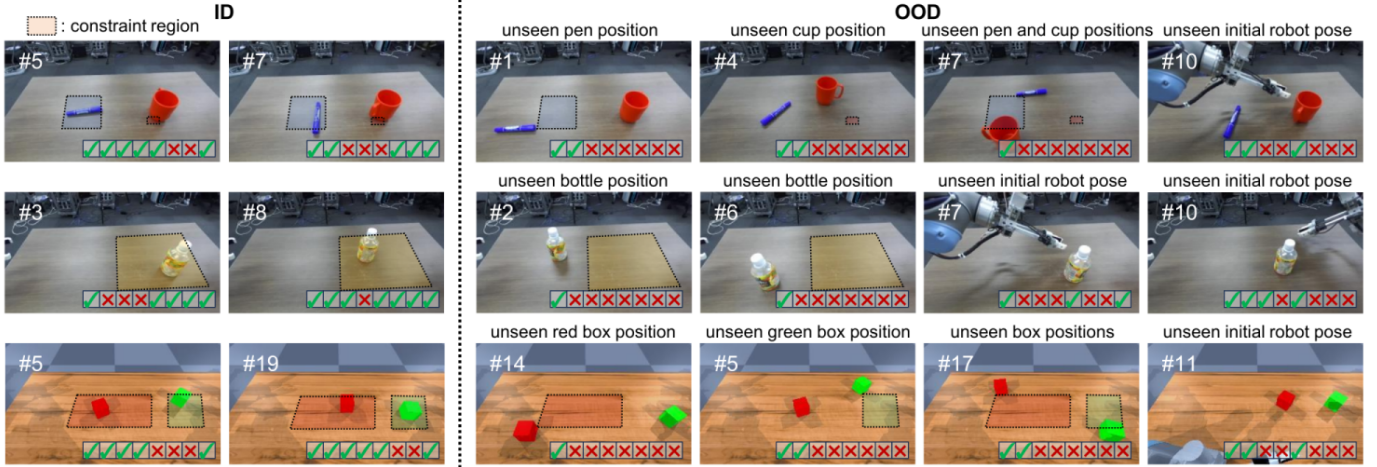 ID
OOD
: constraint region
unseen pen position
unseen cup position
unseen pen and cup positions
unseen initial robot pose
#5
#7
#1
#4
#7
#10
unseen bottle position
unseen bottle position
unseen initial robot pose
unseen initial robot pose
#3
#8
#2
#6
#7
#10
unseen red box position
unseen green box position
unseen box positions
unseen initial robot pose
#5
#19
#14
#5
#17
#11